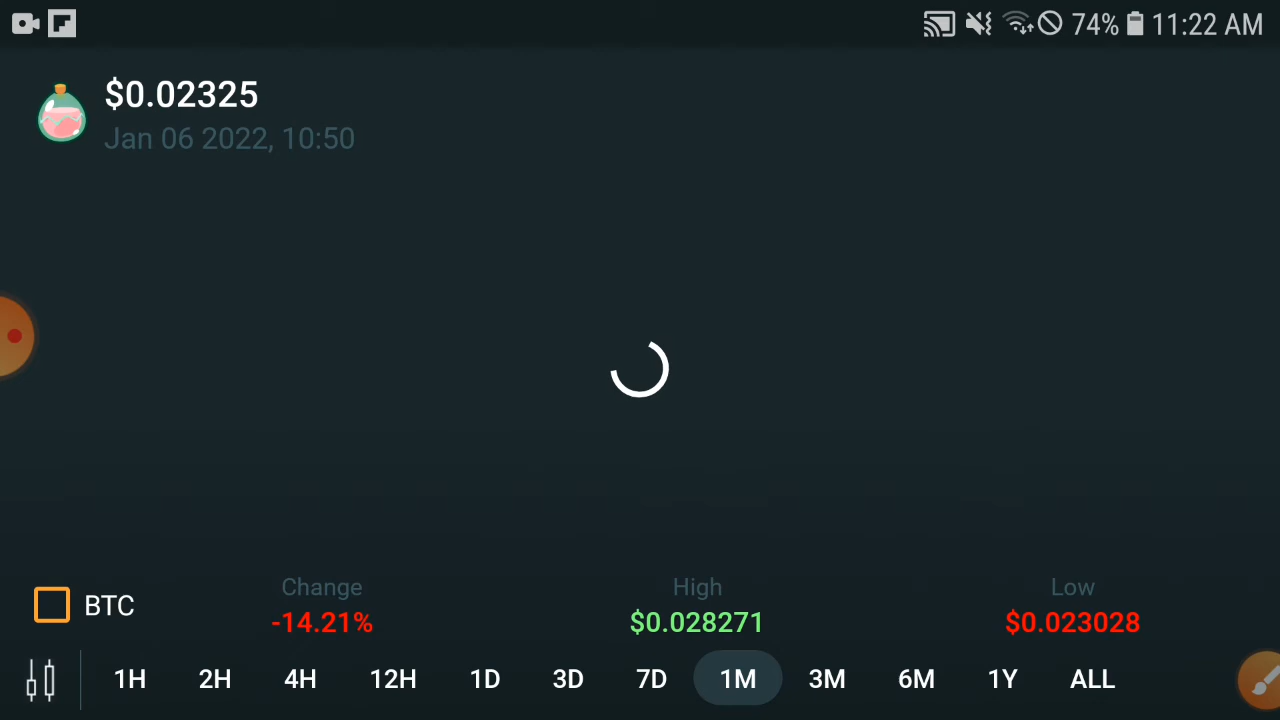 74% 11:22 AM
$0.02325
Jan 06 2022, 10:50
BTC
Change
-14.21%
High
$0.028271
Low
$0.023028
1H 2H 4H 12H 1D 3D 7D 1M 3M 6M 1Y ALL